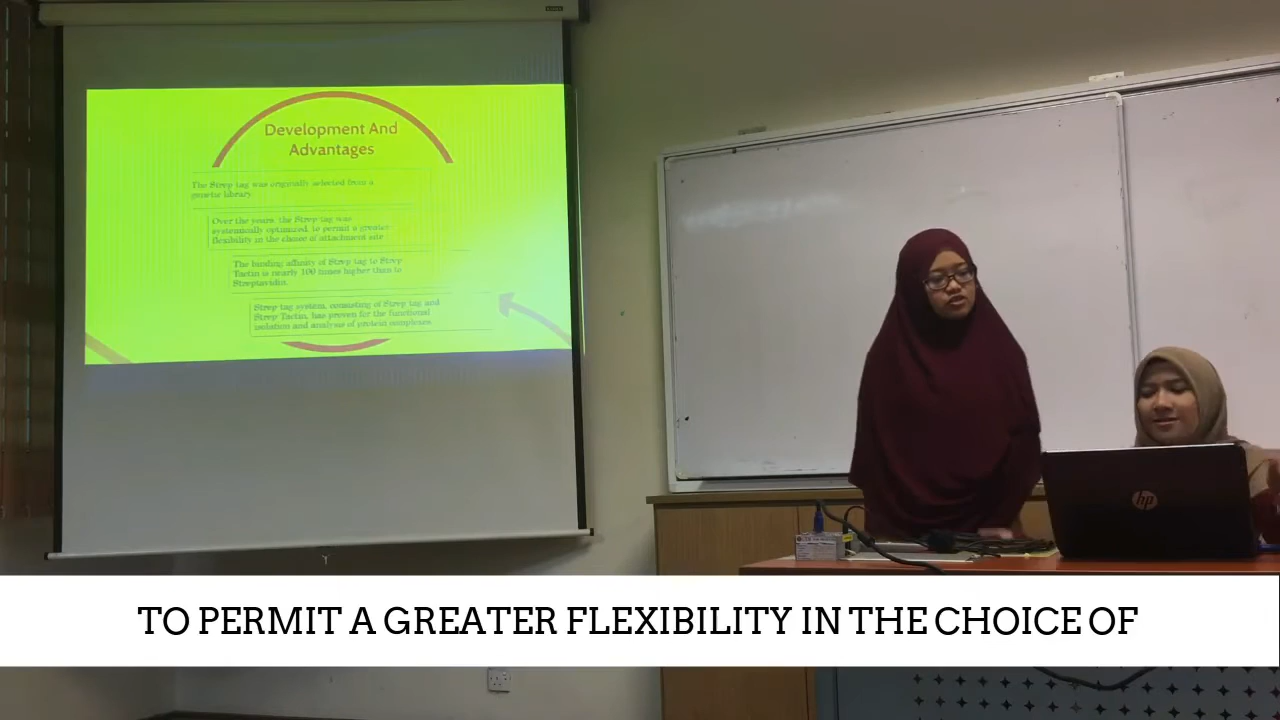 Development And
Advantages
The Strep tag was originally selected from a
genetic library
Over the years, the Strep tag was
systemically optimized, to permit a greater
flexibility in the choice of attachment site
The binding affinity of Strep tag to Strep
Tactin is nearly 100 times higher than to
Streptavidin.
Strep tag system, consisting of Strep tag and
Strep Tactin, has proven for the functional
isolation and analysis of protein complexes
hp
TO PERMIT A GREATER FLEXIBILITY IN THE CHOICE OF